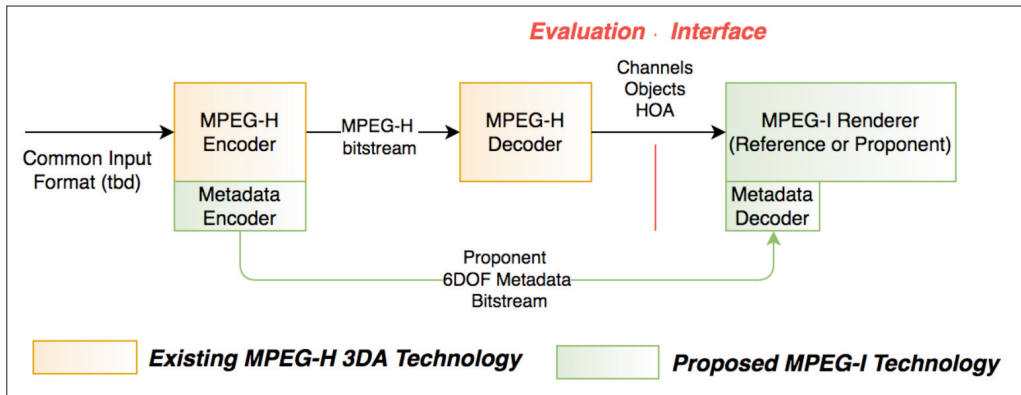 Evaluation · Interface
Channels
Objects
HOA
MPEG-H
Encoder
MPEG-H
bitstream
MPEG-H
Decoder
MPEG-I Renderer
(Reference or Proponent)
Common Input
Format (tbd)
Metadata
Encoder
Metadata
Decoder
Proponent
6DOF Metadata
Bitstream
Existing MPEG-H 3DA Technology
Proposed MPEG-I Technology